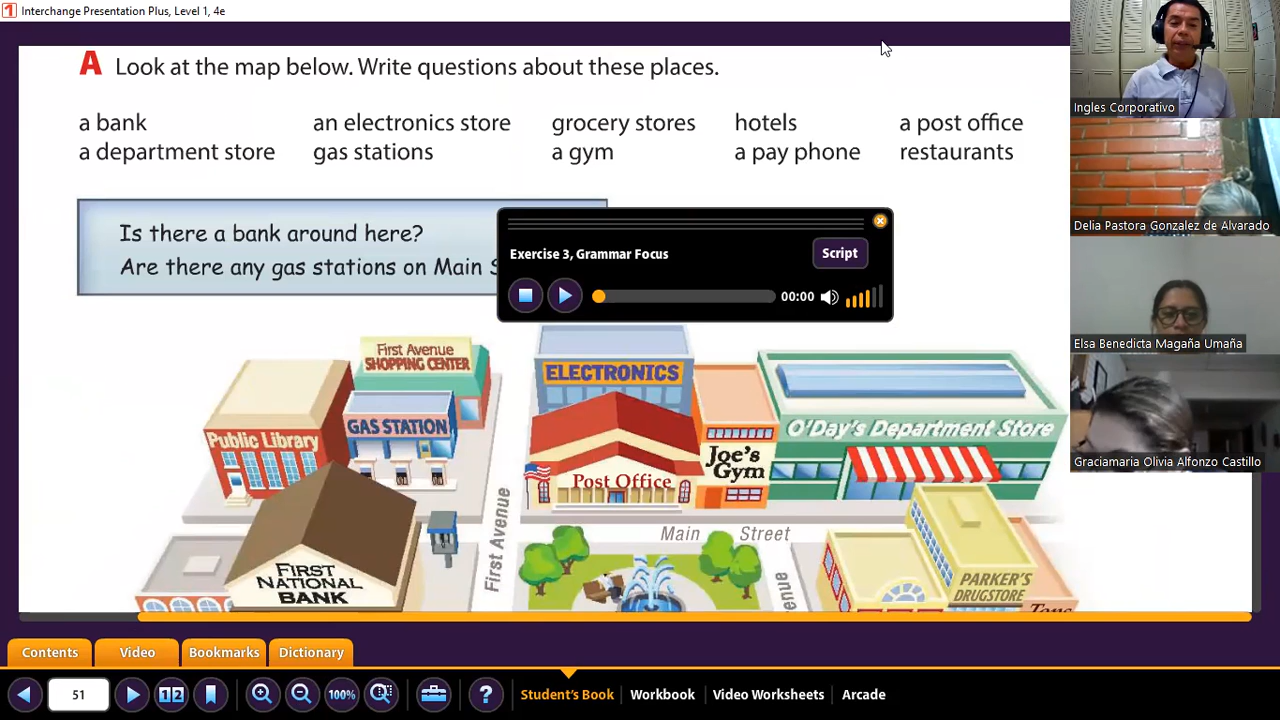 Interchange Presentation Plus, Level 1, 4e
A Look at the map below. Write questions about these places.
a bank an electronics store grocery stores hotels a post office
a department store gas stations a gym a pay phone restaurants
Is there a bank around here?
Are there any gas stations on Main S
Exercise 3, Grammar Focus
Script
00:00
First Avenue
SHOPPING CENTER
Public Library
GAS STATION
ELECTRONICS
Post Office
Joe's
Gym
O'Day's Department Store
First Avenue
Main Street
enue
FIRST
NATIONAL
BANK
PARKER'S
DRUGSTORE
Tons
Ingles Corporativo
Delia Pastora Gonzalez de Alvarado
Elsa Benedicta Magaña Umaña
Graciamaria Olivia Alfonzo Castillo
Contents Video Bookmarks Dictionary
51 1 2 100% ? Student's Book Workbook Video Worksheets Arcade